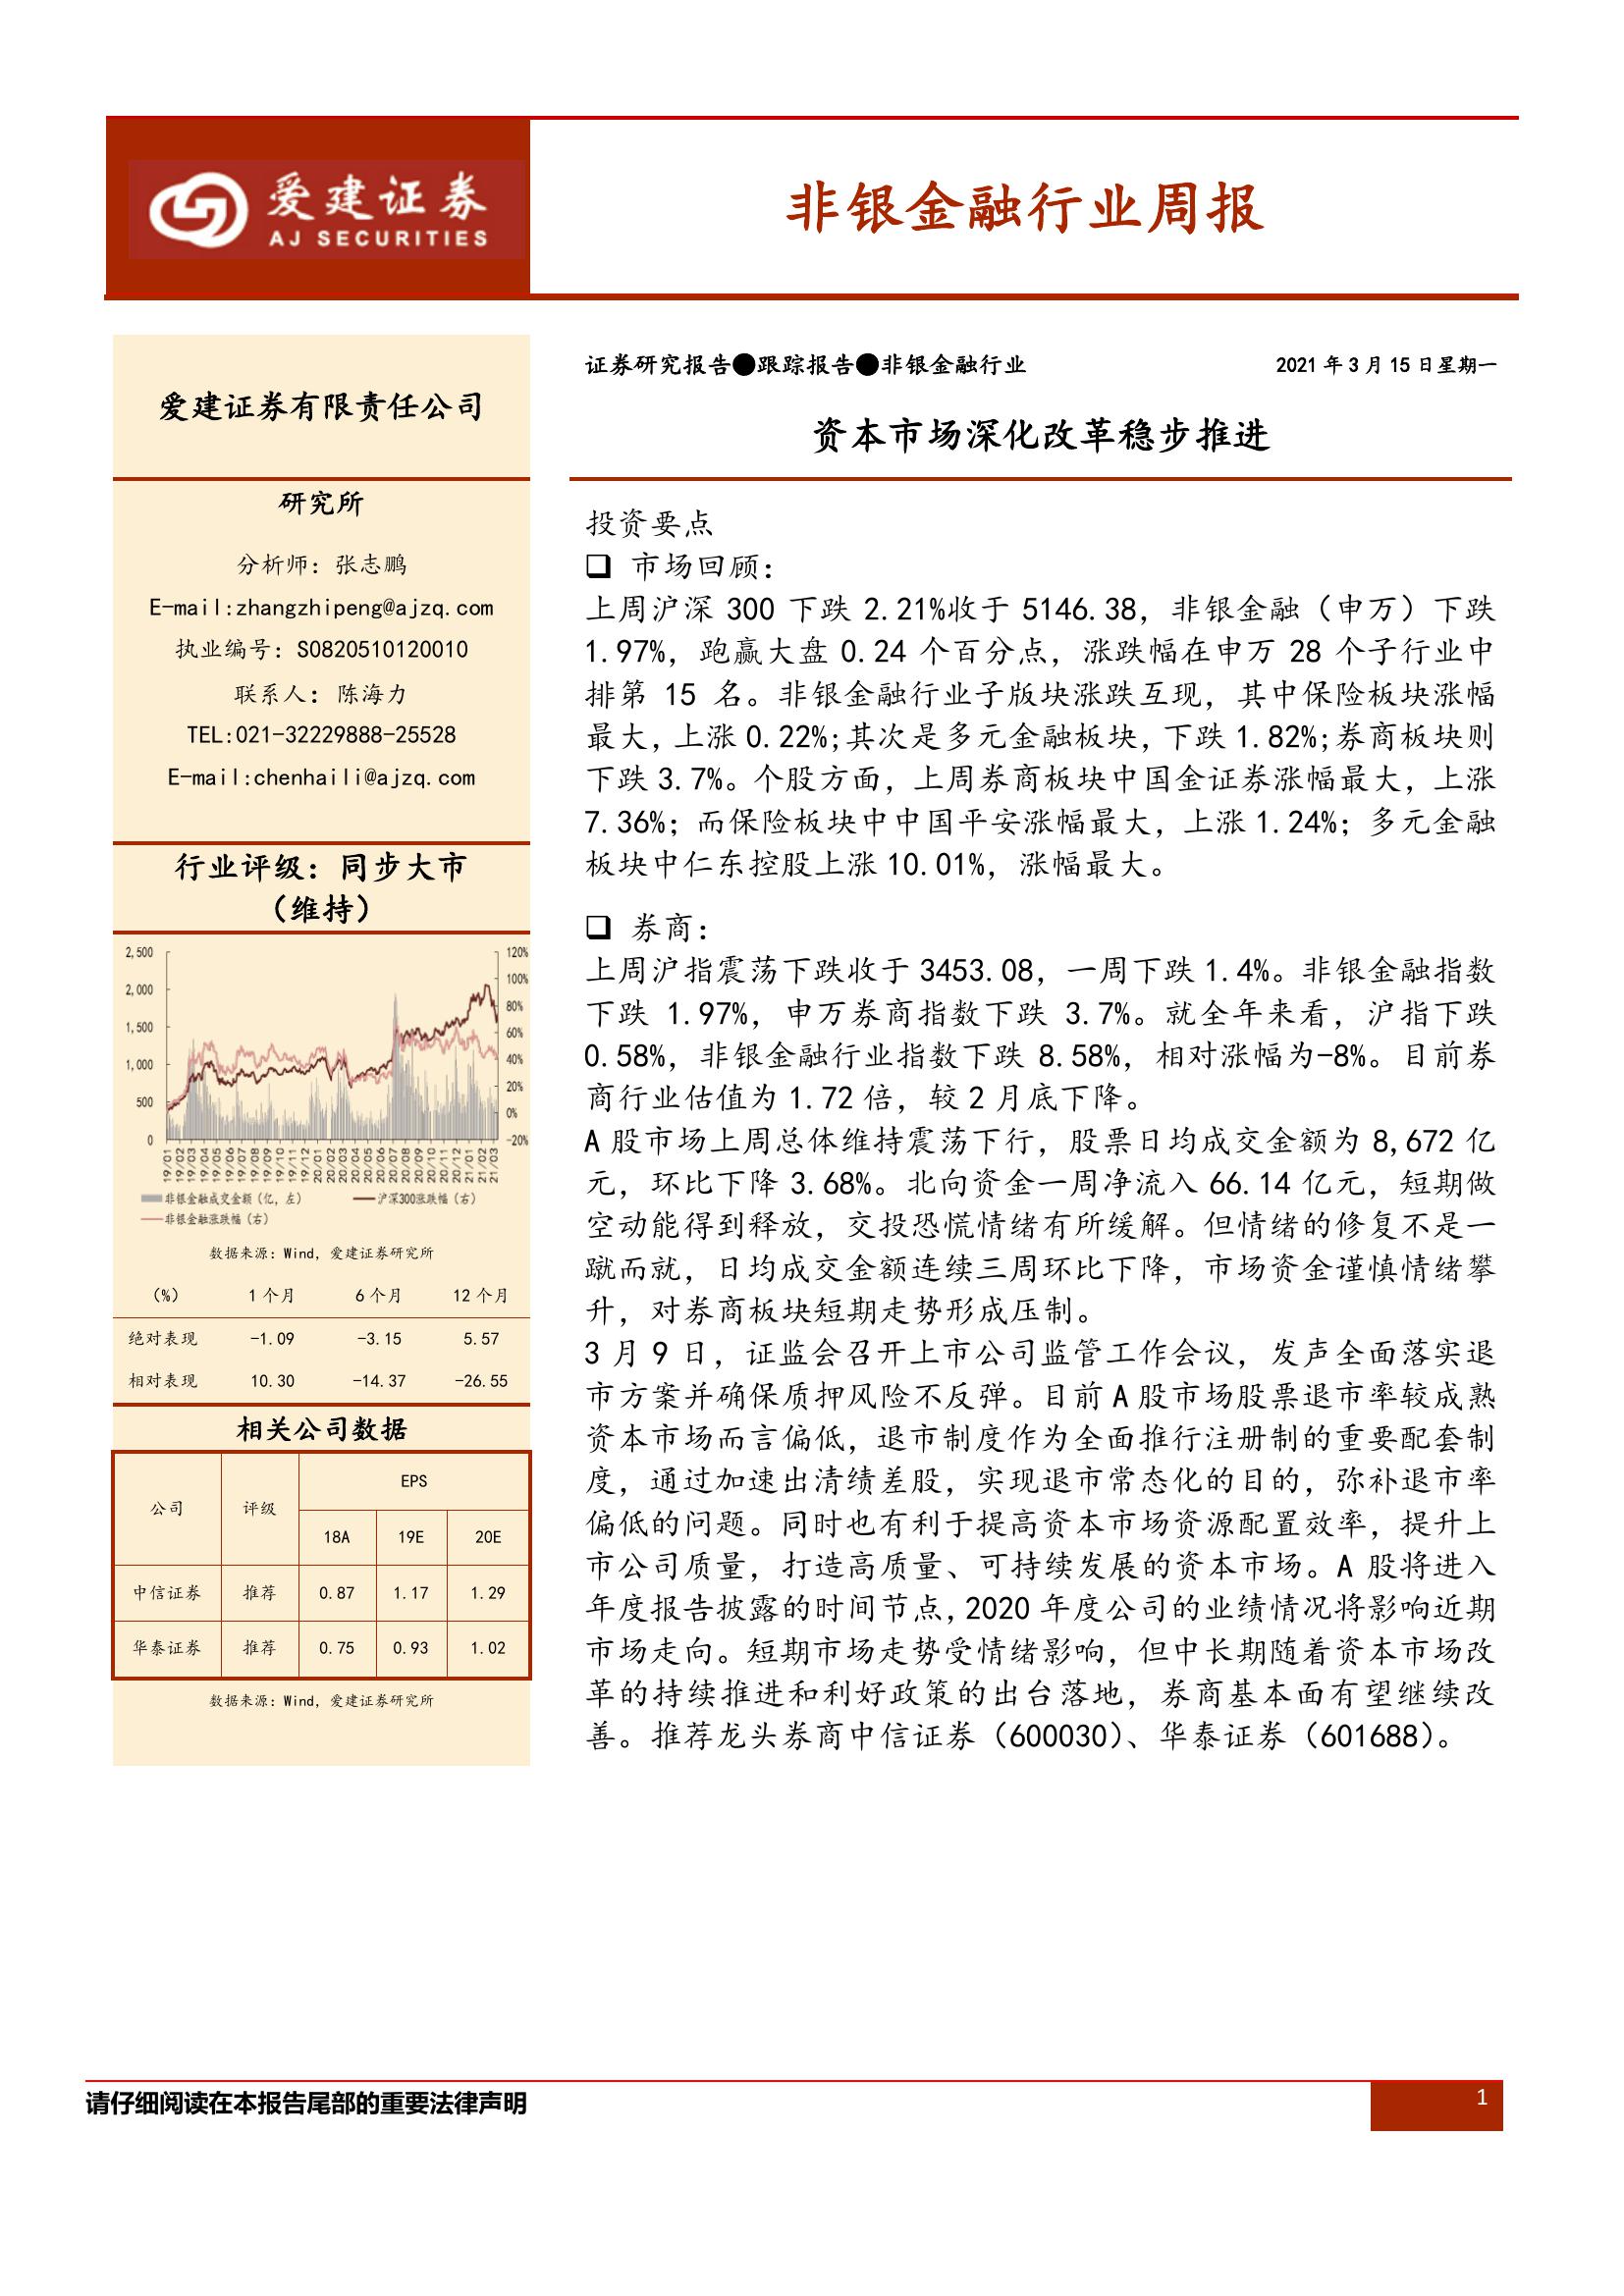 爱建证券
AJ SECURITIES
非银金融行业周报
爱建证券有限责任公司
研究所
分析师：张志鹏
E-mail:zhangzhipeng@ajzq.com
执业编号：S0820510120010
联系人：陈海力
TEL:021-32229888-25528
E-mail:chenhaili@ajzq.com
行业评级：同步大市
（维持）
2,500
2,000
1,500
1,000
500
0
120%
100%
80%
60%
40%
20%
0%
-20%
19/01 19/02 19/03 19/04 19/05 19/06 19/07 19/08 19/09 19/10 19/11 19/12 20/01 20/02 20/03 20/04 20/05 20/06 20/07 20/08 20/09 20/10 20/11 20/12 21/01 21/02 21/03
非银金融成交金额（亿，左） 沪深300涨跌幅（右）
非银金融涨跌幅（右）
数据来源：Wind，爱建证券研究所
（%） 1 个月 6 个月 12 个月
绝对表现 -1.09 -3.15 5.57
相对表现 10.30 -14.37 -26.55
相关公司数据
公司 评级 EPS
18A 19E 20E
中信证券 推荐 0.87 1.17 1.29
华泰证券 推荐 0.75 0.93 1.02
数据来源：Wind，爱建证券研究所
证券研究报告●跟踪报告●非银金融行业 2021 年 3 月 15 日星期一
资本市场深化改革稳步推进
投资要点
❑ 市场回顾：
上周沪深 300 下跌 2.21%收于 5146.38，非银金融（申万）下跌
1.97%，跑赢大盘 0.24 个百分点，涨跌幅在申万 28 个子行业中
排第 15 名。非银金融行业子版块涨跌互现，其中保险板块涨幅
最大，上涨 0.22%;其次是多元金融板块，下跌 1.82%;券商板块则
下跌 3.7%。个股方面，上周券商板块中国金证券涨幅最大，上涨
7.36%；而保险板块中中国平安涨幅最大，上涨 1.24%；多元金融
板块中仁东控股上涨 10.01%，涨幅最大。
❑ 券商：
上周沪指震荡下跌收于 3453.08，一周下跌 1.4%。非银金融指数
下跌 1.97%，申万券商指数下跌 3.7%。就全年来看，沪指下跌
0.58%，非银金融行业指数下跌 8.58%，相对涨幅为-8%。目前券
商行业估值为 1.72 倍，较 2 月底下降。
A 股市场上周总体维持震荡下行，股票日均成交金额为 8,672 亿
元，环比下降 3.68%。北向资金一周净流入 66.14 亿元，短期做
空动能得到释放，交投恐慌情绪有所缓解。但情绪的修复不是一
蹴而就，日均成交金额连续三周环比下降，市场资金谨慎情绪攀
升，对券商板块短期走势形成压制。
3 月 9 日，证监会召开上市公司监管工作会议，发声全面落实退
市方案并确保质押风险不反弹。目前 A 股市场股票退市率较成熟
资本市场而言偏低，退市制度作为全面推行注册制的重要配套制
度，通过加速出清绩差股，实现退市常态化的目的，弥补退市率
偏低的问题。同时也有利于提高资本市场资源配置效率，提升上
市公司质量，打造高质量、可持续发展的资本市场。A 股将进入
年度报告披露的时间节点，2020 年度公司的业绩情况将影响近期
市场走向。短期市场走势受情绪影响，但中长期随着资本市场改
革的持续推进和利好政策的出台落地，券商基本面有望继续改
善。推荐龙头券商中信证券（600030）、华泰证券（601688）。
请仔细阅读在本报告尾部的重要法律声明
1